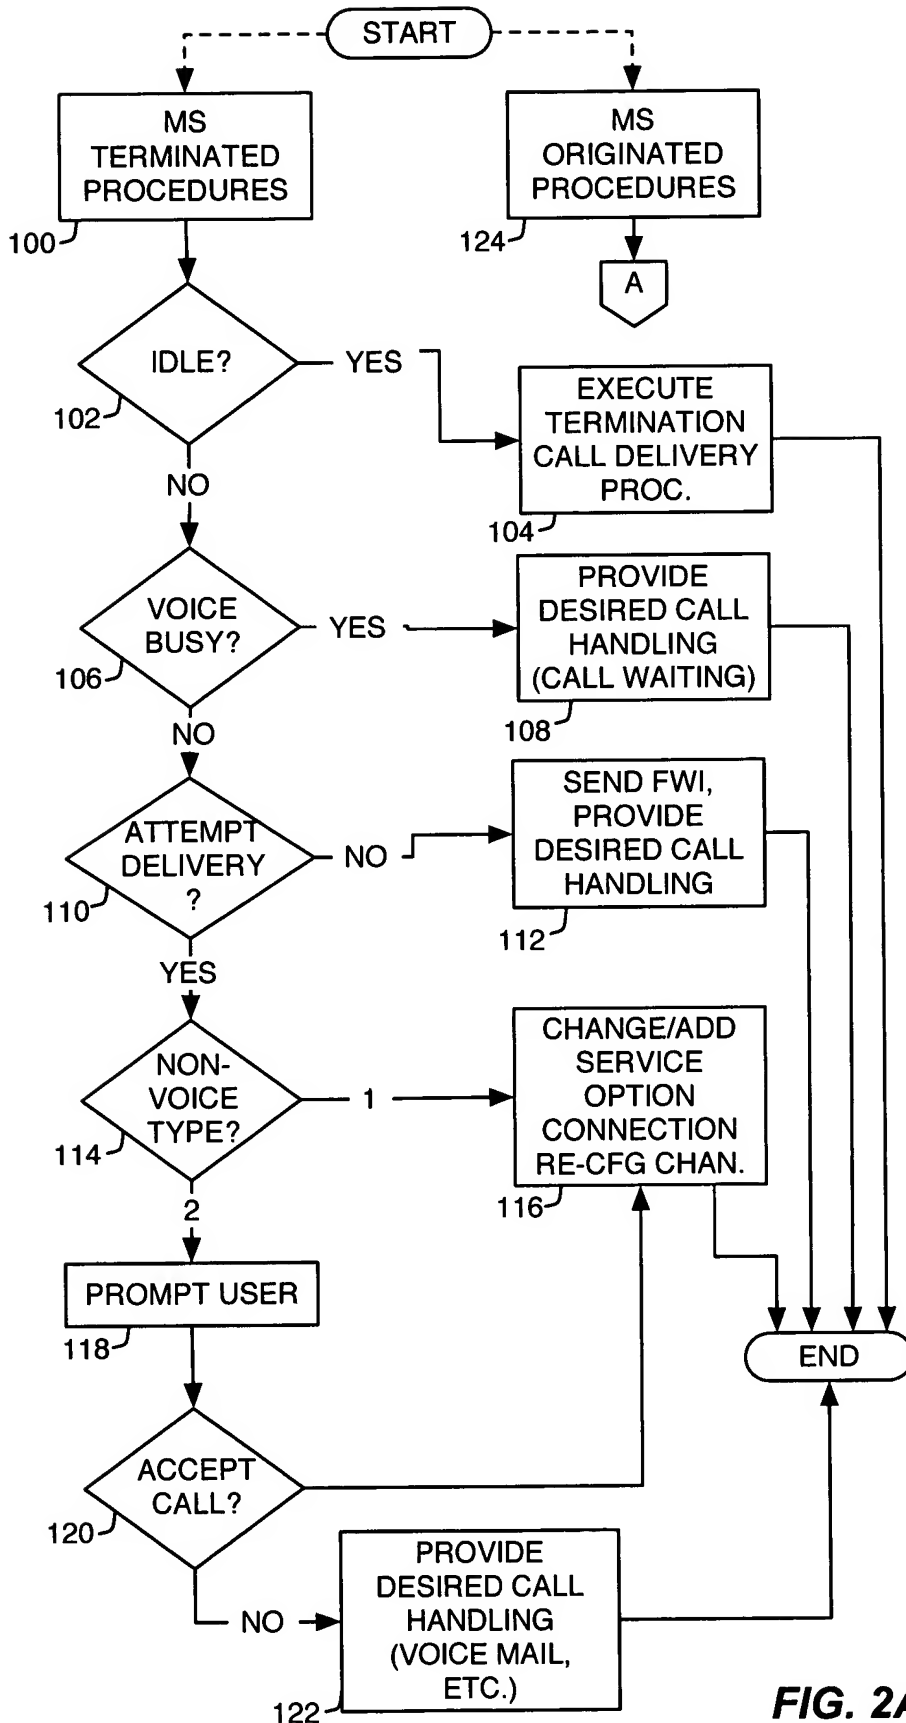 START
MS
TERMINATED
PROCEDURES
100
MS
ORIGINATED
PROCEDURES
124
A
IDLE?
102
YES
NO
EXECUTE
TERMINATION
CALL DELIVERY
PROC.
104
VOICE
BUSY?
106
YES
NO
PROVIDE
DESIRED CALL
HANDLING
(CALL WAITING)
108
ATTEMPT
DELIVERY
?
110
NO
YES
SEND FWI,
PROVIDE
DESIRED CALL
HANDLING
112
NON-
VOICE
TYPE?
114
1
2
CHANGE/ADD
SERVICE
OPTION
CONNECTION
RE-CFG CHAN.
116
PROMPT USER
118
END
ACCEPT
CALL?
120
NO
PROVIDE
DESIRED CALL
HANDLING
(VOICE MAIL,
ETC.)
122
FIG. 2A